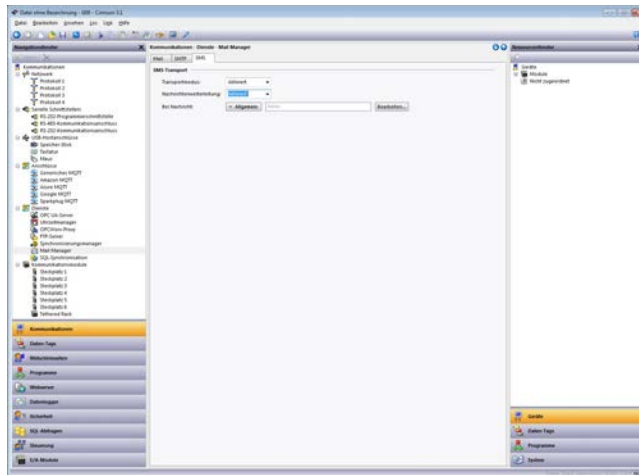 Datei ohne Bezeichnung - G09 - Crimson 3.1
Datei Bearbeiten Ansehen Los Link Hilfe
Navigationsfenster
Kommunikationen
Netzwerk
Protokoll 1
Protokoll 2
Protokoll 3
Protokoll 4
Serielle Schnittstellen
RS-232-Programmierschnittstelle
RS-485-Kommunikationsanschluss
RS-232-Kommunikationsanschluss
USB-Hostanschlüsse
Speicher-Stick
Tastatur
Maus
Anschlüsse
Generisches MQTT
Amazon MQTT
Azure MQTT
Google MQTT
Sparkplug MQTT
Dienste
OPC UA-Server
Uhrzeitmanager
OPCWorx-Proxy
FTP-Server
Synchronisierungsmanager
Mail-Manager
SQL-Synchronisation
Kommunikationsmodule
Steckplatz 1
Steckplatz 2
Steckplatz 3
Steckplatz 4
Steckplatz 5
Steckplatz 6
Tethered Rack
Kommunikationen
Daten-Tags
Webserver
Programme
Datenlogger
Sicherheit
SQL-Abfragen
Steuerung
E/A-Module
Kommunikationen - Dienste - Mail-Manager
Mail SMTP SMS
SMS-Transport
Transportmodus: Aktiviert
Nachrichtenweiterleitung: Aktiviert
Bei Nachricht: Allgemein Keine Bearbeiten...
Ressourcenfenster
Geräte
Module
Nicht zugeordnet
Geräte
Daten-Tags
Programme
System